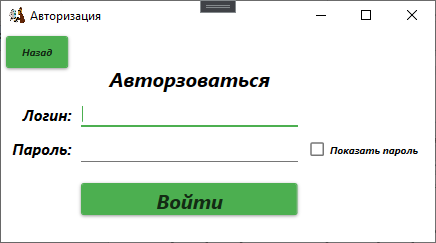 Авторизация
Назад
Авторзоваться
Логин:
Пароль:
Показать пароль
Войти